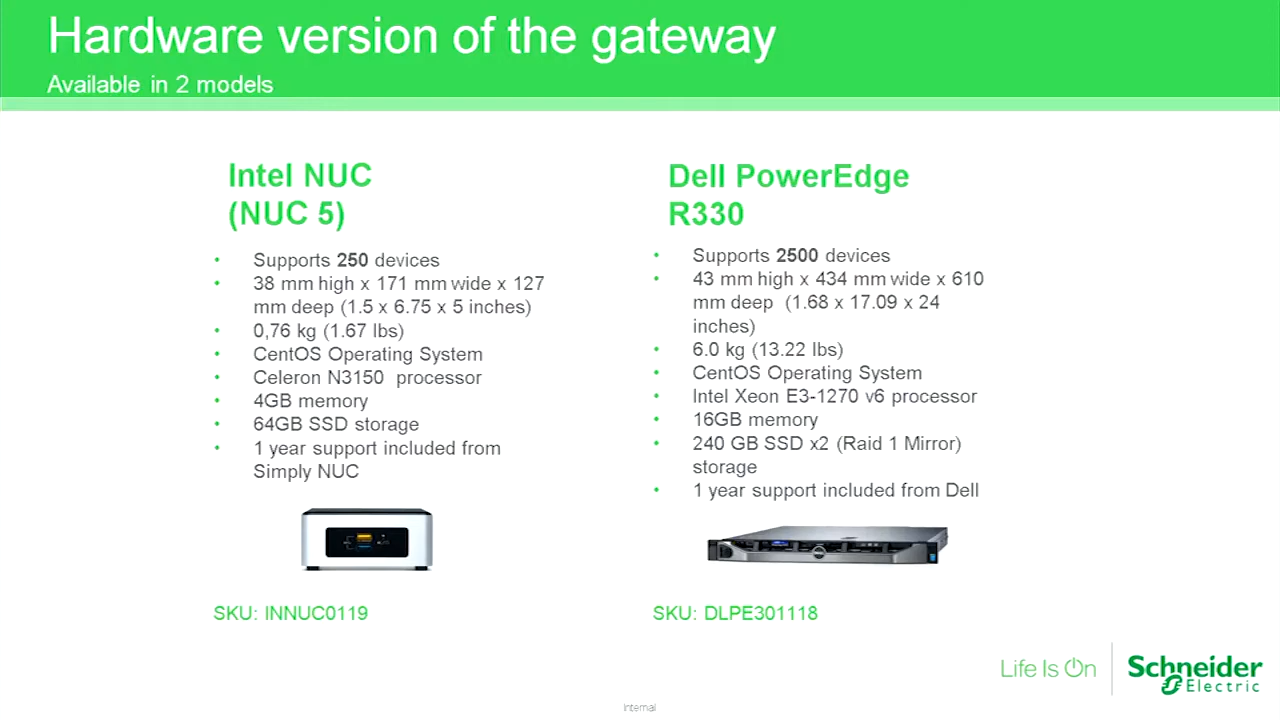 Hardware version of the gateway
Available in 2 models
Intel NUC
(NUC 5)
• Supports 250 devices
• 38 mm high x 171 mm wide x 127
mm deep (1.5 x 6.75 x 5 inches)
• 0,76 kg (1.67 lbs)
• CentOS Operating System
• Celeron N3150 processor
• 4GB memory
• 64GB SSD storage
• 1 year support included from
Simply NUC
SKU: INNUC0119
Dell PowerEdge
R330
• Supports 2500 devices
• 43 mm high x 434 mm wide x 610
mm deep (1.68 x 17.09 x 24
inches)
• 6.0 kg (13.22 lbs)
• CentOS Operating System
• Intel Xeon E3-1270 v6 processor
• 16GB memory
• 240 GB SSD x2 (Raid 1 Mirror)
storage
• 1 year support included from Dell
SKU: DLPE301118
Life Is On
Schneider
Electric
Internal